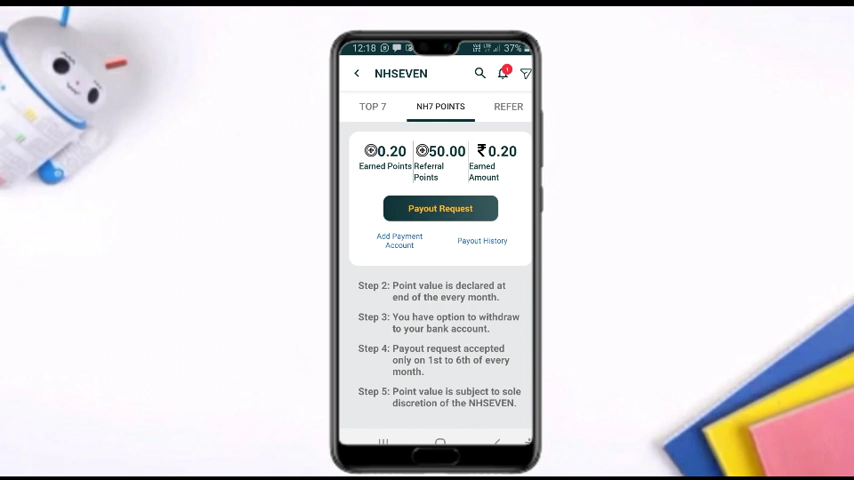 12:18
37%
NHSEVEN
1
TOP 7 NH7 POINTS REFER
0.20 50.00 ₹ 0.20
Earned Points Referral Points Earned Amount
Payout Request
Add Payment Account
Payout History
Step 2: Point value is declared at
end of the every month.
Step 3: You have option to withdraw
to your bank account.
Step 4: Payout request accepted
only on 1st to 6th of every
month.
Step 5: Point value is subject to sole
discretion of the NHSEVEN.